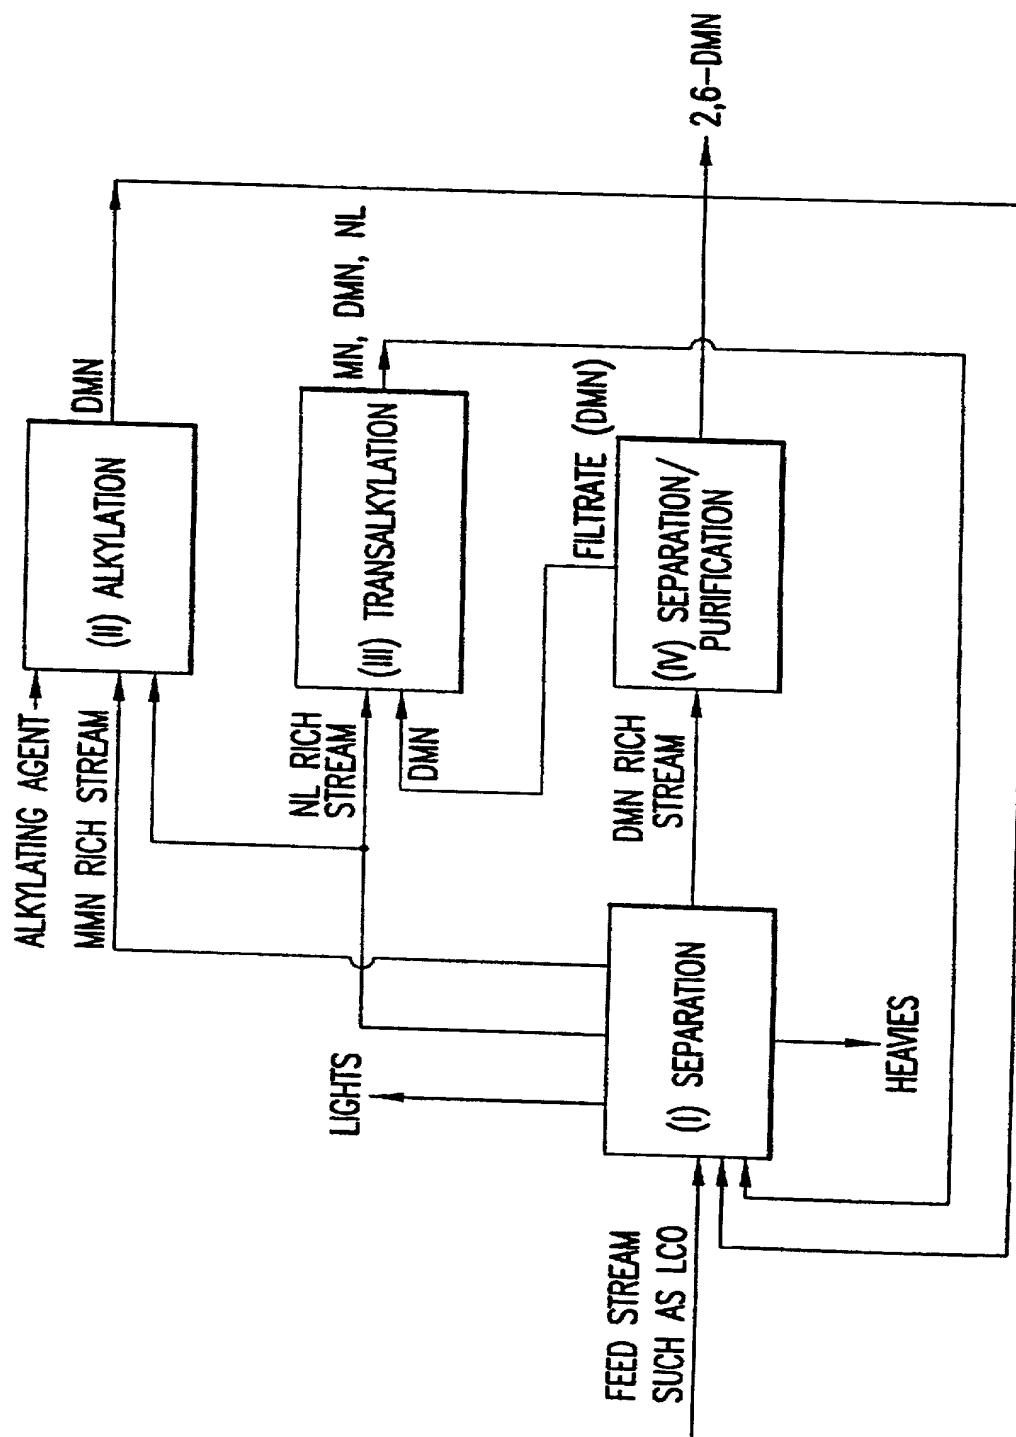 ALKYLATING AGENT
MMN RICH STREAM
(II) ALKYLATION
DMN
NL RICH
STREAM
DMN
(III) TRANSALKYLATION
MN, DMN, NL
LIGHTS
FILTRATE (DMN)
FEED STREAM
SUCH AS LCO
(I) SEPARATION
HEAVIES
DMN RICH
STREAM
(IV) SEPARATION/
PURIFICATION
2,6-DMN